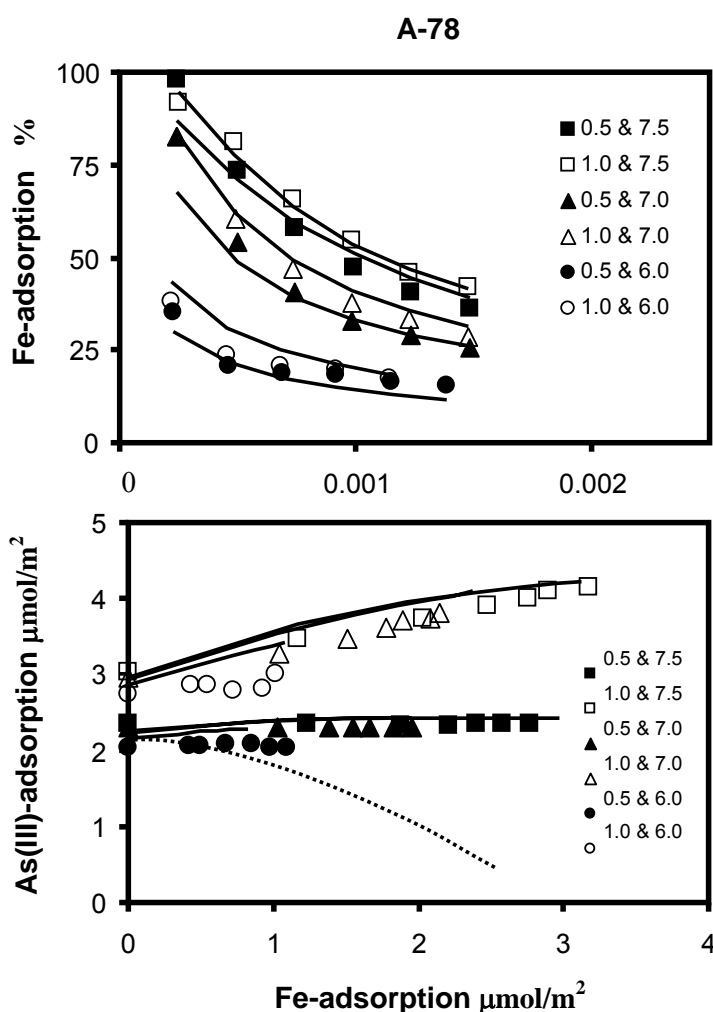 A-78
100
75
50
25
0
Fe-adsorption %
0.5 & 7.5
1.0 & 7.5
0.5 & 7.0
1.0 & 7.0
0.5 & 6.0
1.0 & 6.0
0 0.001 0.002
5
4
3
2
1
0
As(III)-adsorption μmol/m²
0.5 & 7.5
1.0 & 7.5
0.5 & 7.0
1.0 & 7.0
0.5 & 6.0
1.0 & 6.0
0 1 2 3 4
Fe-adsorption μmol/m²